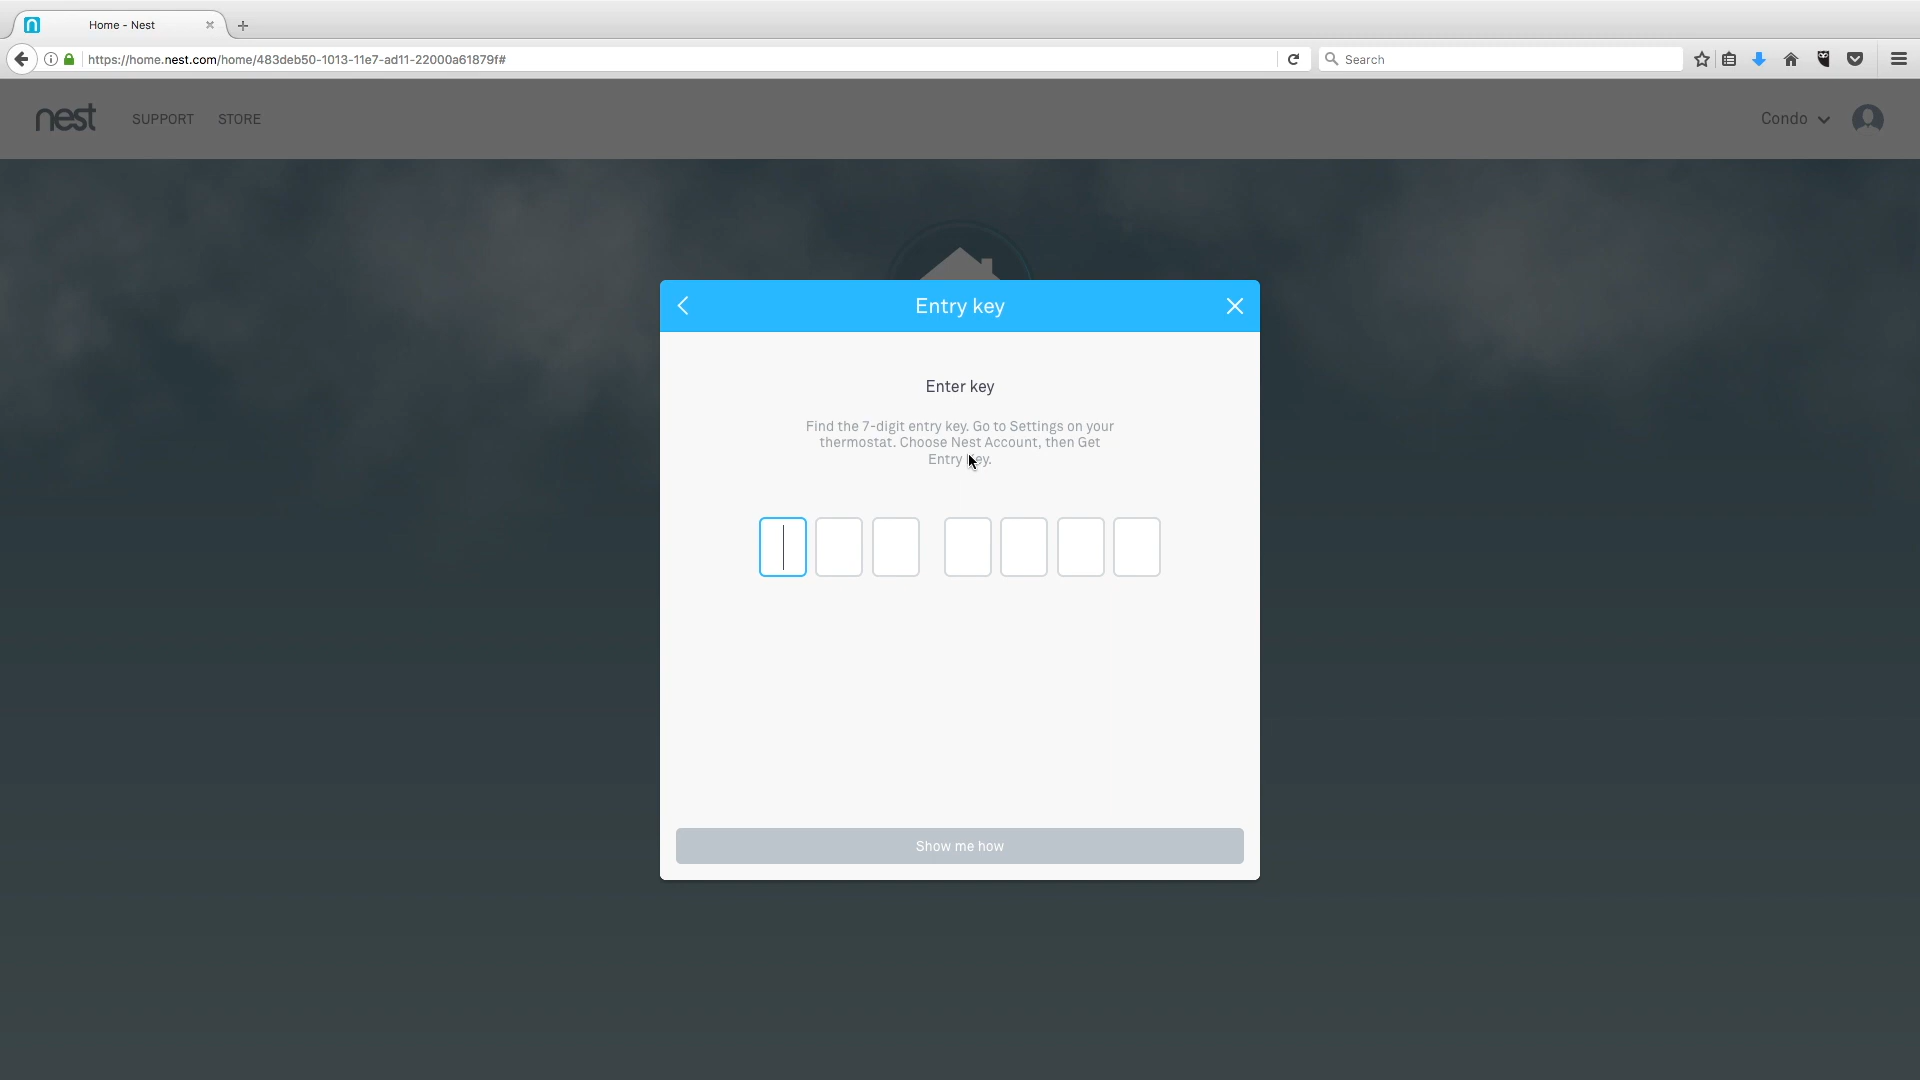 Home - Nest
https://home.nest.com/home/483deb50-1013-11e7-ad11-22000a61879f#
Search
nest
SUPPORT
STORE
Condo
Entry key
Enter key
Find the 7-digit entry key. Go to Settings on your
thermostat. Choose Nest Account, then Get
Entry Key.
Show me how